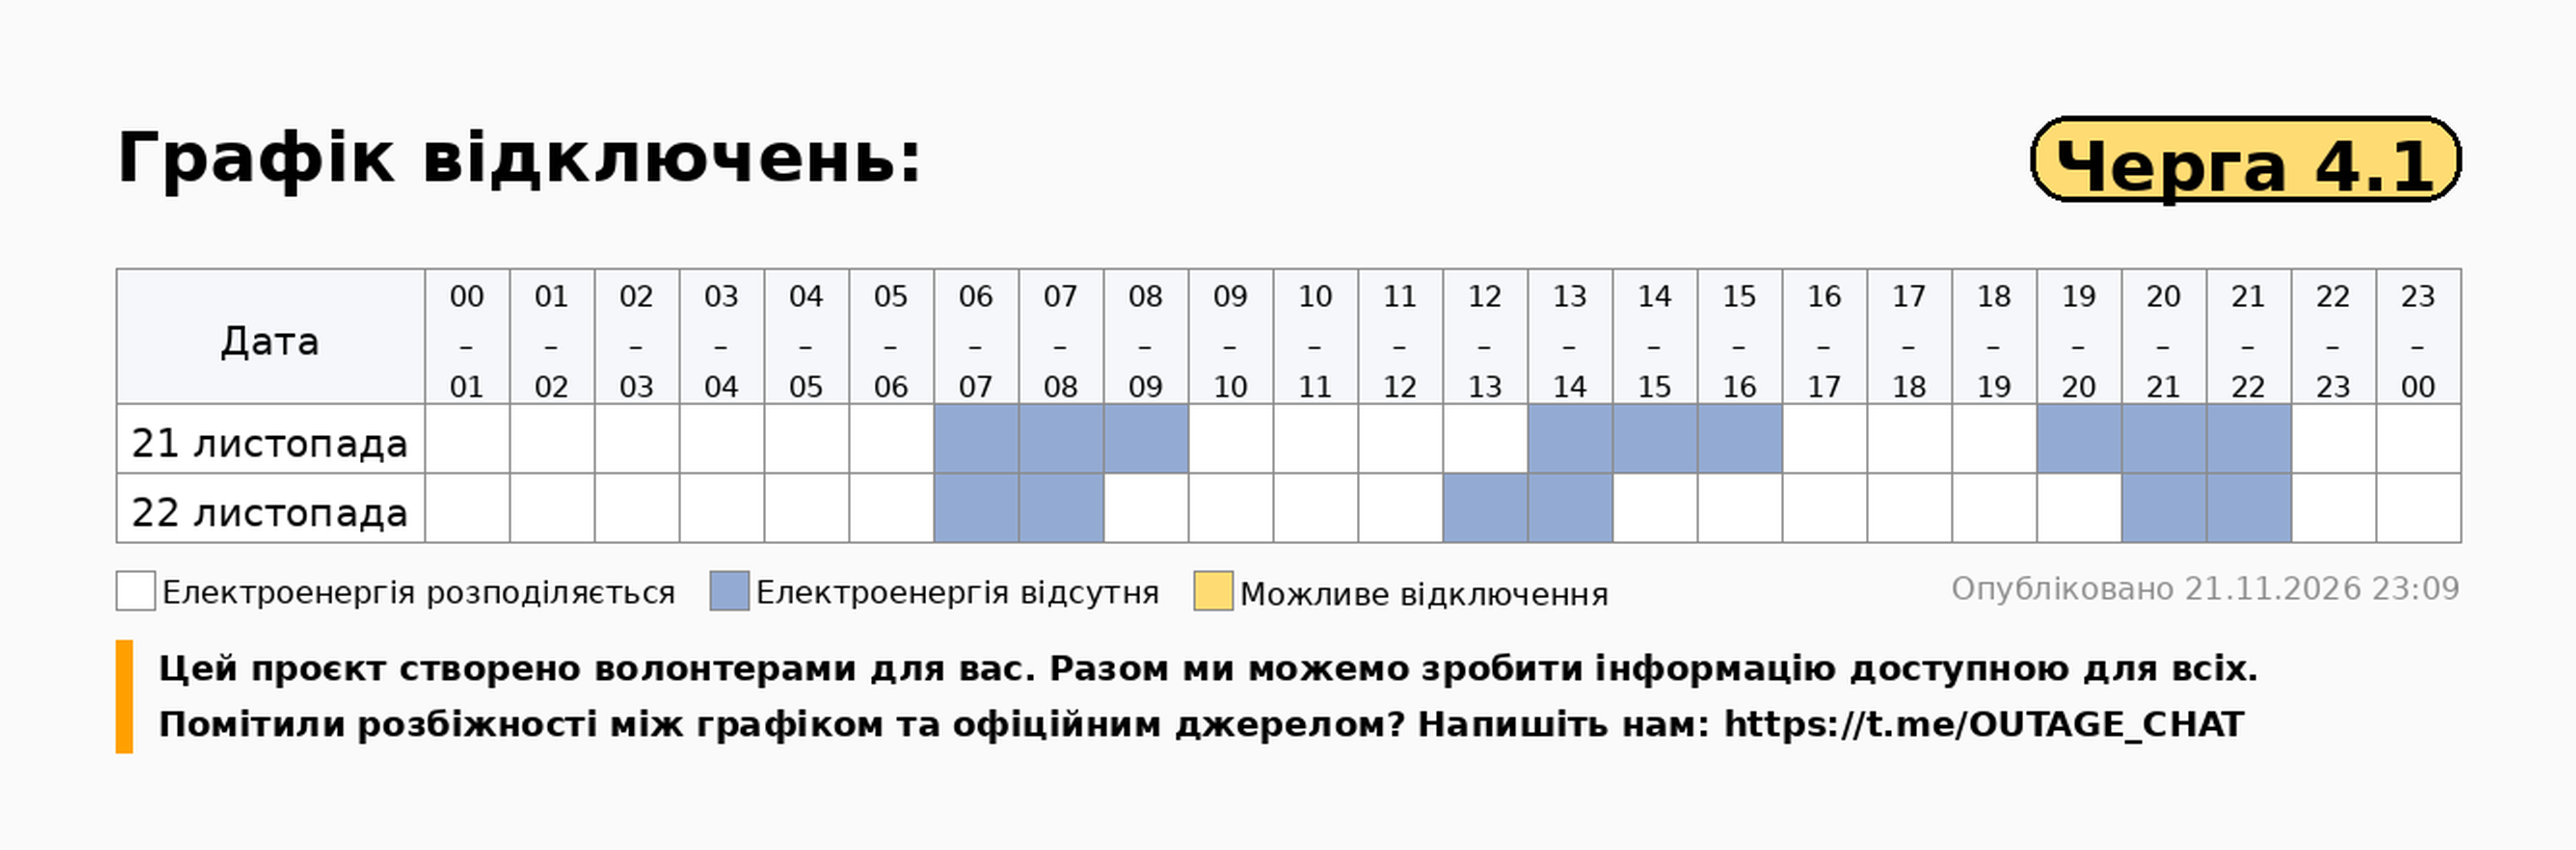 Графік відключень:
Черга 4.1
Дата
00 – 01
01 – 02
02 – 03
03 – 04
04 – 05
05 – 06
06 – 07
07 – 08
08 – 09
09 – 10
10 – 11
11 – 12
12 – 13
13 – 14
14 – 15
15 – 16
16 – 17
17 – 18
18 – 19
19 – 20
20 – 21
21 – 22
22 – 23
23 – 00
21 листопада
22 листопада
Електроенергія розподіляється
Електроенергія відсутня
Можливе відключення
Опубліковано 21.11.2026 23:09
Цей проєкт створено волонтерами для вас. Разом ми можемо зробити інформацію доступною для всіх.
Помітили розбіжності між графіком та офіційним джерелом? Напишіть нам: https://t.me/OUTAGE_CHAT